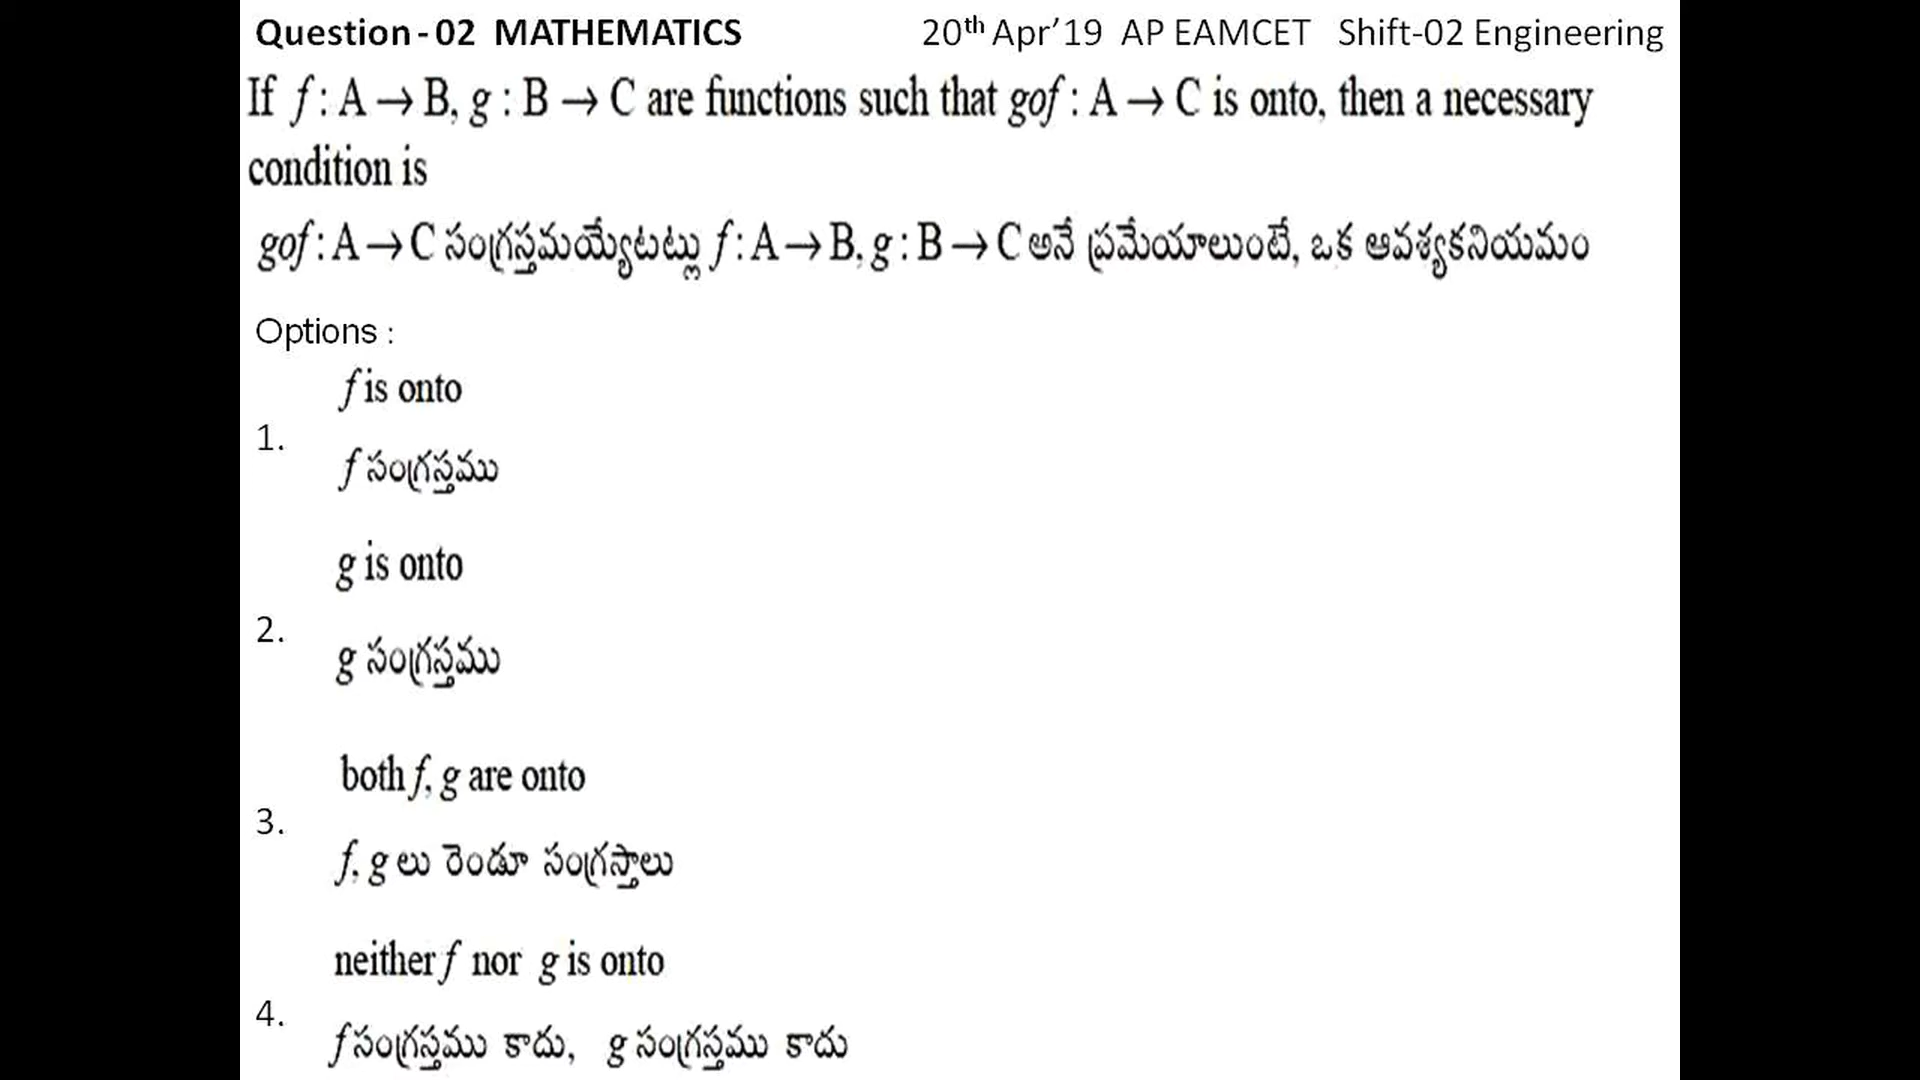 Question - 02 MATHEMATICS 20th Apr'19 AP EAMCET Shift-02 Engineering
If f : A → B, g : B → C are functions such that gof : A → C is onto, then a necessary
condition is
gof : A → C సంగ్రస్తమయ్యేటట్లు f : A → B, g : B → C అనే ప్రమేయాలుంటే, ఒక ఆవశ్యకనియమం
Options :
f is onto
1.
f సంగ్రస్తము
g is onto
2.
g సంగ్రస్తము
both f, g are onto
3.
f, g లు రెండూ సంగ్రస్తాలు
neither f nor g is onto
4.
f సంగ్రస్తము కాదు, g సంగ్రస్తము కాదు